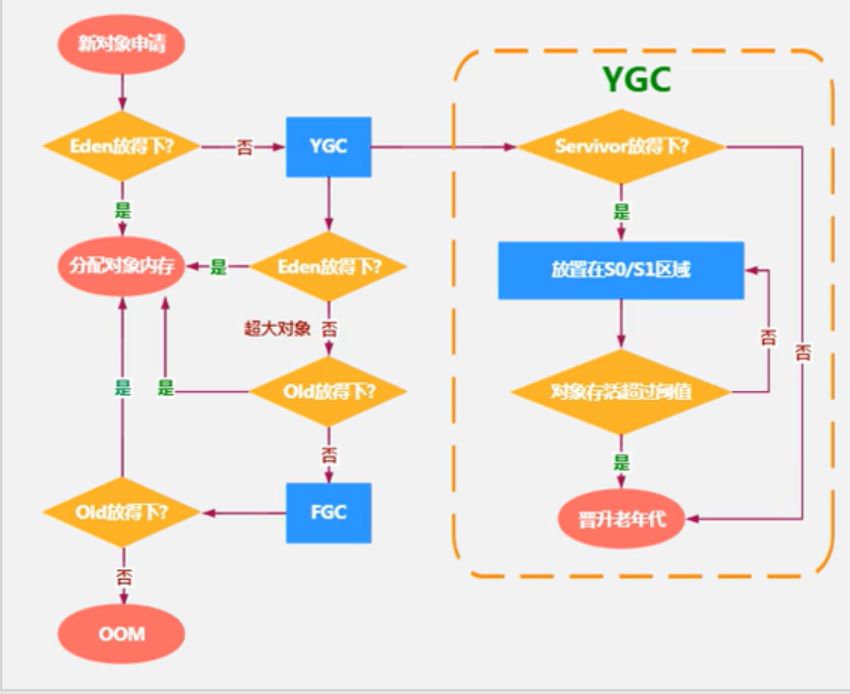 新对象申请
Eden放得下?
否
YGC
是
分配对象内存
是
Eden放得下?
超大对象
否
是
是
Old放得下?
否
Old放得下?
FGC
否
OOM
YGC
Servivor放得下?
是
放置在S0/S1区域
否
否
对象存活超过阈值
是
晋升老年代